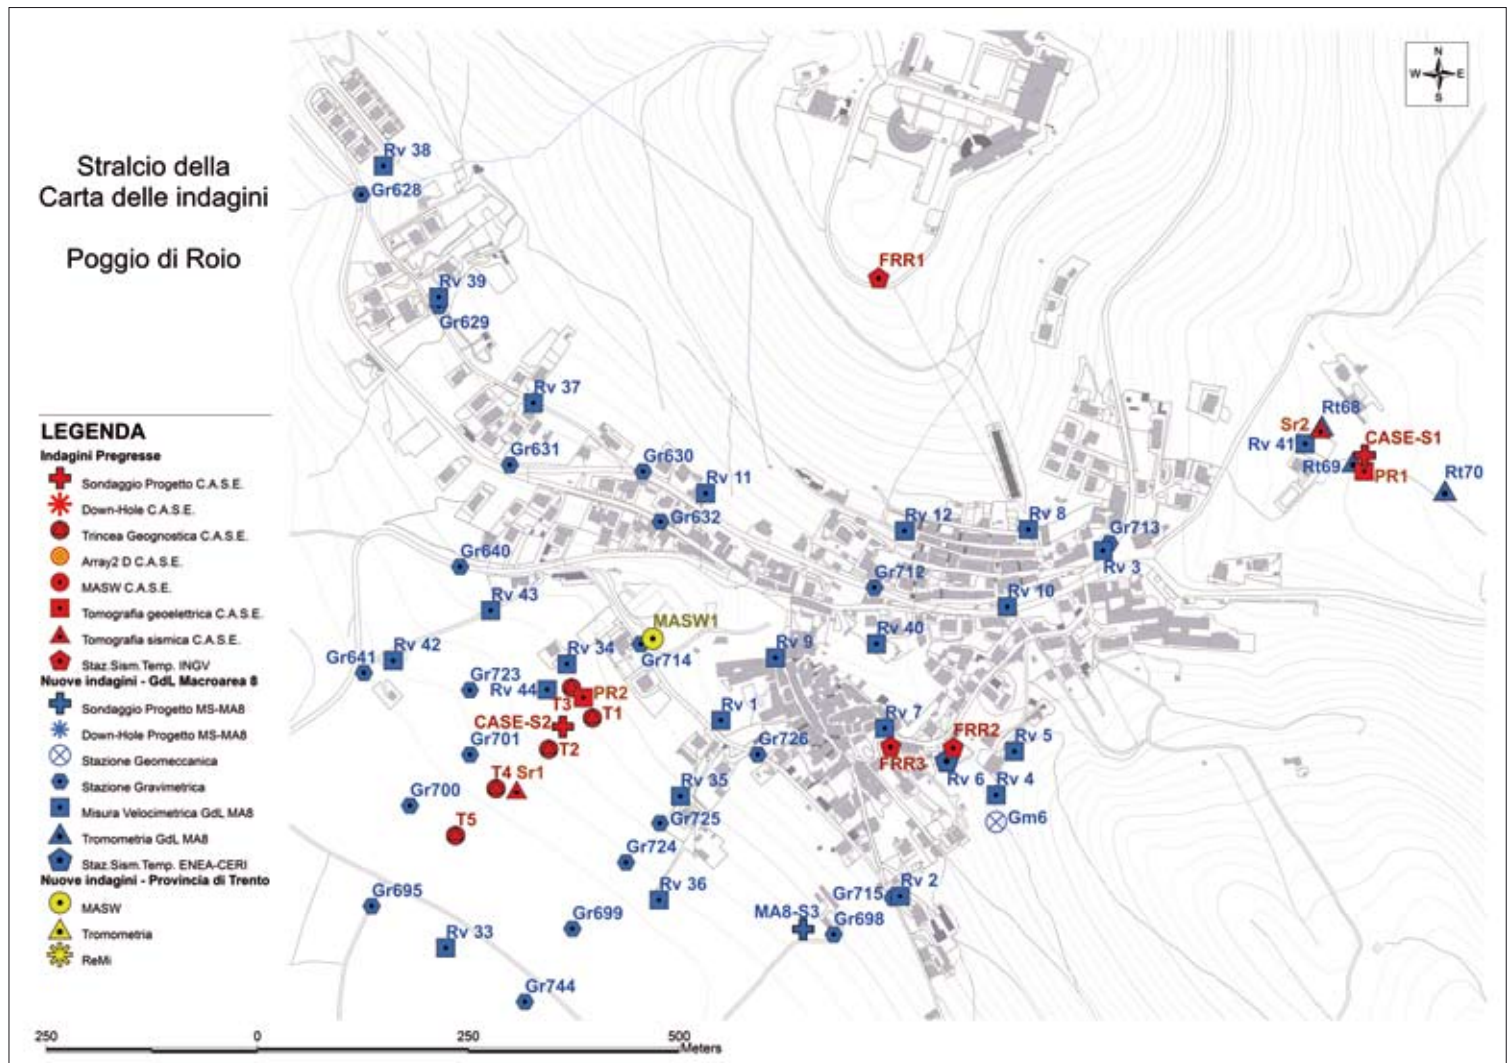 Stralcio della
Carta delle indagini
Poggio di Roio
LEGENDA
Indagini Pregresse
Sondaggio Progetto C.A.S.E.
Down-Hole C.A.S.E.
Trincea Geognostica C.A.S.E.
Array2 D C.A.S.E.
MASW C.A.S.E.
Tomografia geoelettrica C.A.S.E.
Tomografia sismica C.A.S.E.
Staz.Sism.Temp. INGV
Nuove indagini - GdL Macroarea 8
Sondaggio Progetto MS-MA8
Down-Hole Progetto MS-MA8
Stazione Geomeccanica
Stazione Gravimetrica
Misura Velocimetrica GdL MA8
Tromometria GdL MA8
Staz.Sism.Temp. ENEA-CERI
Nuove indagini - Provincia di Trento
MASW
Tromometria
ReMi
250 0 250 500
Meters
N
W E
S
Rv 38
Gr628
FRR1
Rv 39
Gr629
Rv 37
Rt68
Sr2
Rv 41
CASE-S1
Rt69
PR1
Rt70
Gr631
Gr630
Rv 11
Gr632
Rv 12
Rv 8
Gr713
Rv 3
Gr640
Gr712
Rv 43
Rv 10
MASW1
Rv 40
Gr714
Rv 9
Rv 42
Gr641
Rv 34
Gr723
Rv 44
T3
PR2
T1
CASE-S2
Rv 1
Rv 7
FRR2
Rv 5
T2
Gr701
Gr726
FRR3
Rv 6
Rv 4
T4
Sr1
Rv 35
Gr700
Gr725
Gm6
T5
Gr724
Rv 36
Gr715
Rv 2
Gr695
MA8-S3
Gr698
Gr699
Rv 33
Gr744